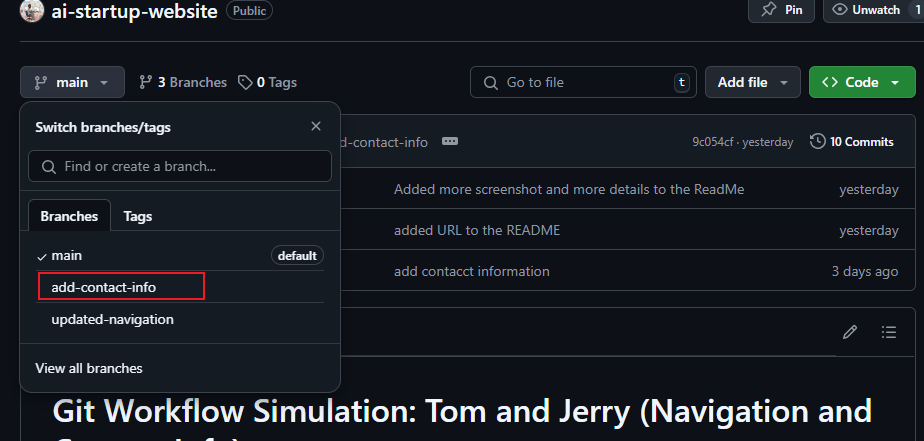 ai-startup-website Public Pin Unwatch 1
main 3 Branches 0 Tags Go to file t Add file Code
Switch branches/tags
d-contact-info 9c054cf · yesterday 10 Commits
Find or create a branch...
Added more screenshot and more details to the ReadMe yesterday
Branches Tags
added URL to the README yesterday
main default
add contacct information 3 days ago
add-contact-info
updated-navigation
View all branches
Git Workflow Simulation: Tom and Jerry (Navigation and